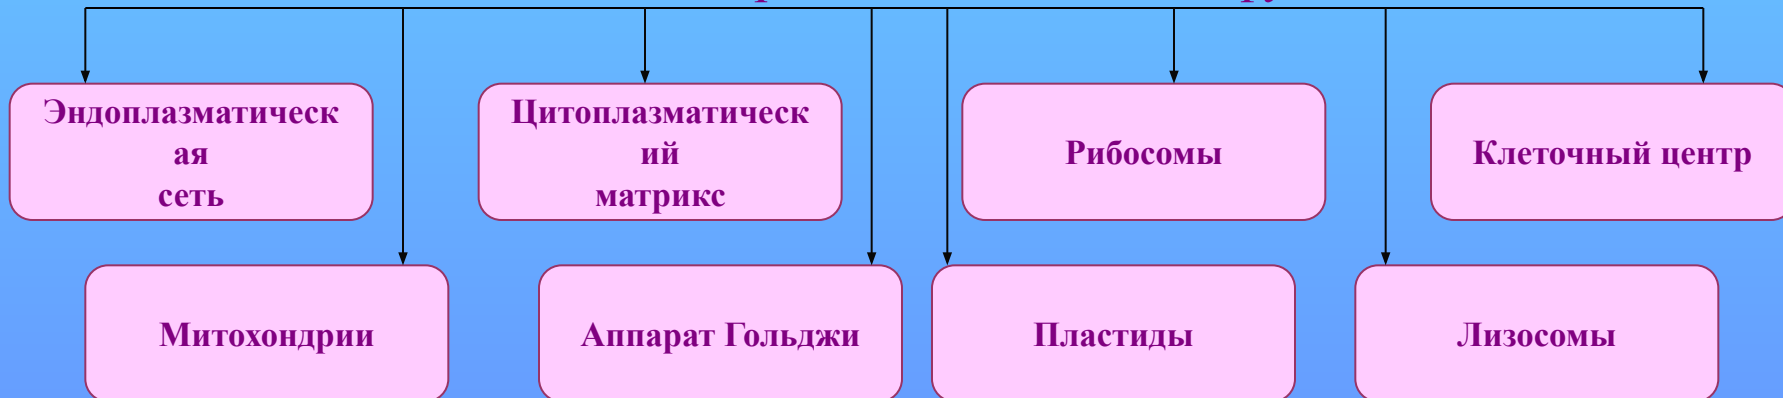 Эндоплазматическ
ая
сеть
Цитоплазматическ
ий
матрикс
Рибосомы
Клеточный центр
Митохондрии
Аппарат Гольджи
Пластиды
Лизосомы